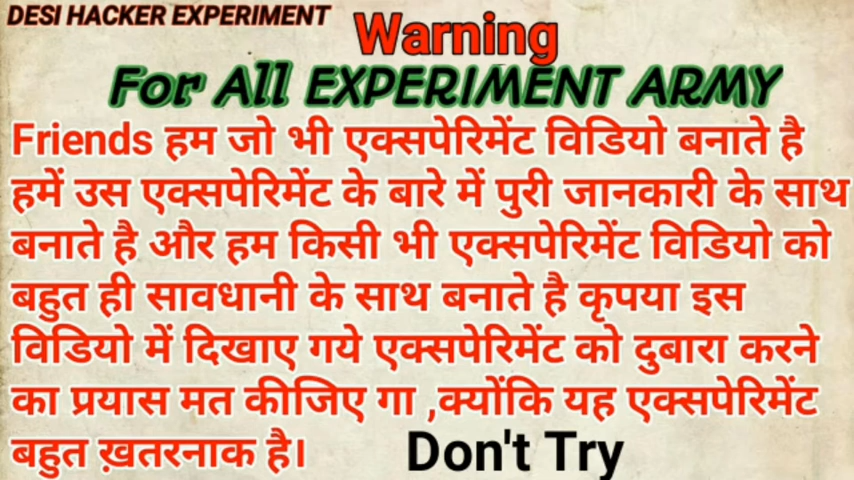 DESI HACKER EXPERIMENT
Warning
For All EXPERIMENT ARMY
Friends हम जो भी एक्सपेरिमेंट विडियो बनाते है
हमें उस एक्सपेरिमेंट के बारे में पुरी जानकारी के साथ
बनाते है और हम किसी भी एक्सपेरिमेंट विडियो को
बहुत ही सावधानी के साथ बनाते है कृपया इस
विडियो में दिखाए गये एक्सपेरिमेंट को दुबारा करने
का प्रयास मत कीजिए गा ,क्योंकि यह एक्सपेरिमेंट
बहुत ख़तरनाक है। Don't Try